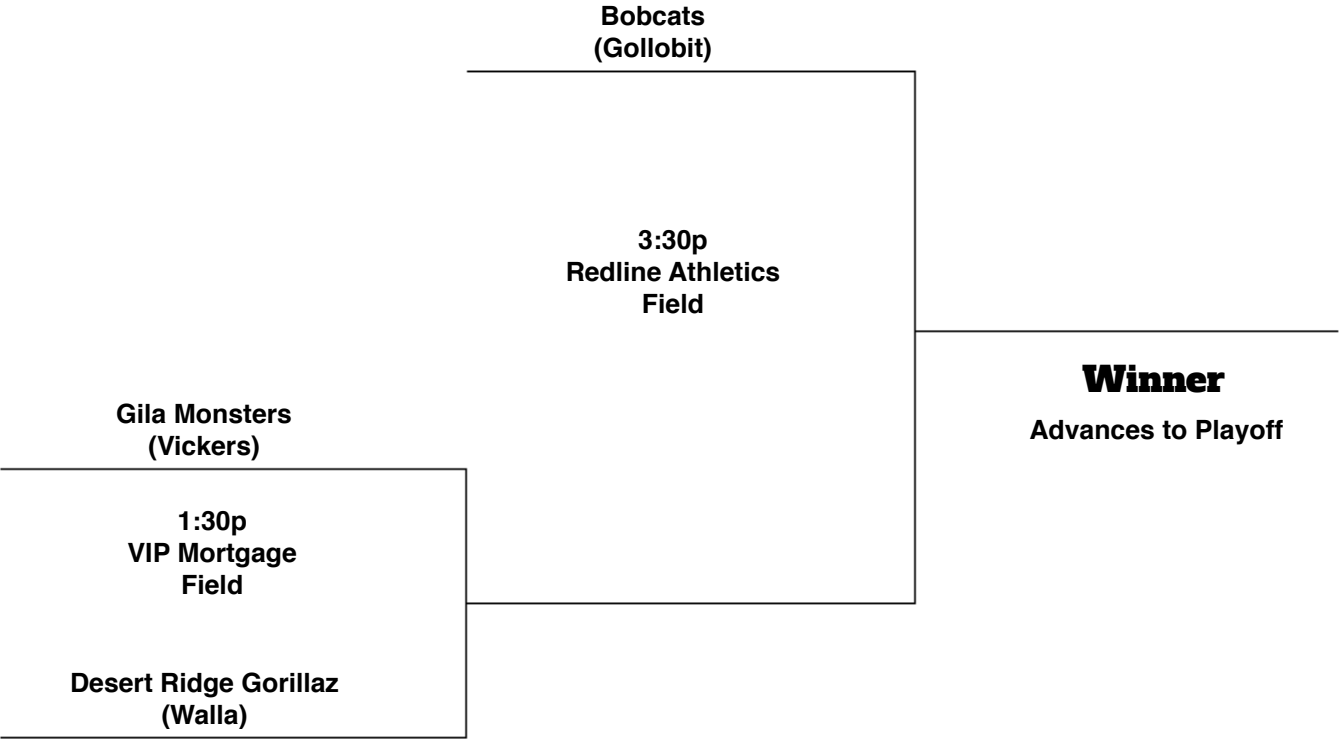 Bobcats
(Gollobit)
3:30p
Redline Athletics
Field
Winner
Advances to Playoff
Gila Monsters
(Vickers)
1:30p
VIP Mortgage
Field
Desert Ridge Gorillaz
(Walla)